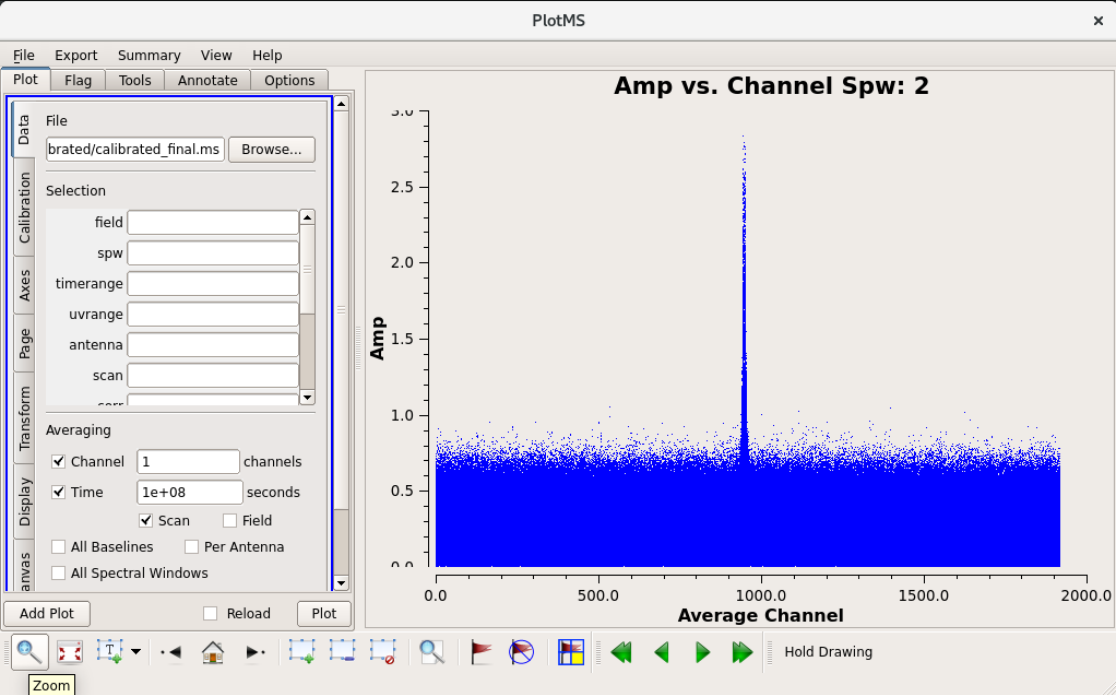 PlotMS
File Export Summary View Help
Plot Flag Tools Annotate Options
Data
Calibration
Axes
Page
Transform
Display
anvas
File
brated/calibrated_final.ms Browse...
Selection
field
spw
timerange
uvrange
antenna
scan
corr
Averaging
Channel 1 channels
Time 1e+08 seconds
Scan Field
All Baselines Per Antenna
All Spectral Windows
Add Plot Reload Plot
Amp vs. Channel Spw: 2
Amp
3.0
2.5
2.0
1.5
1.0
0.5
0.0
0.0 500.0 1000.0 1500.0 2000.0
Average Channel
T
Hold Drawing
Zoom